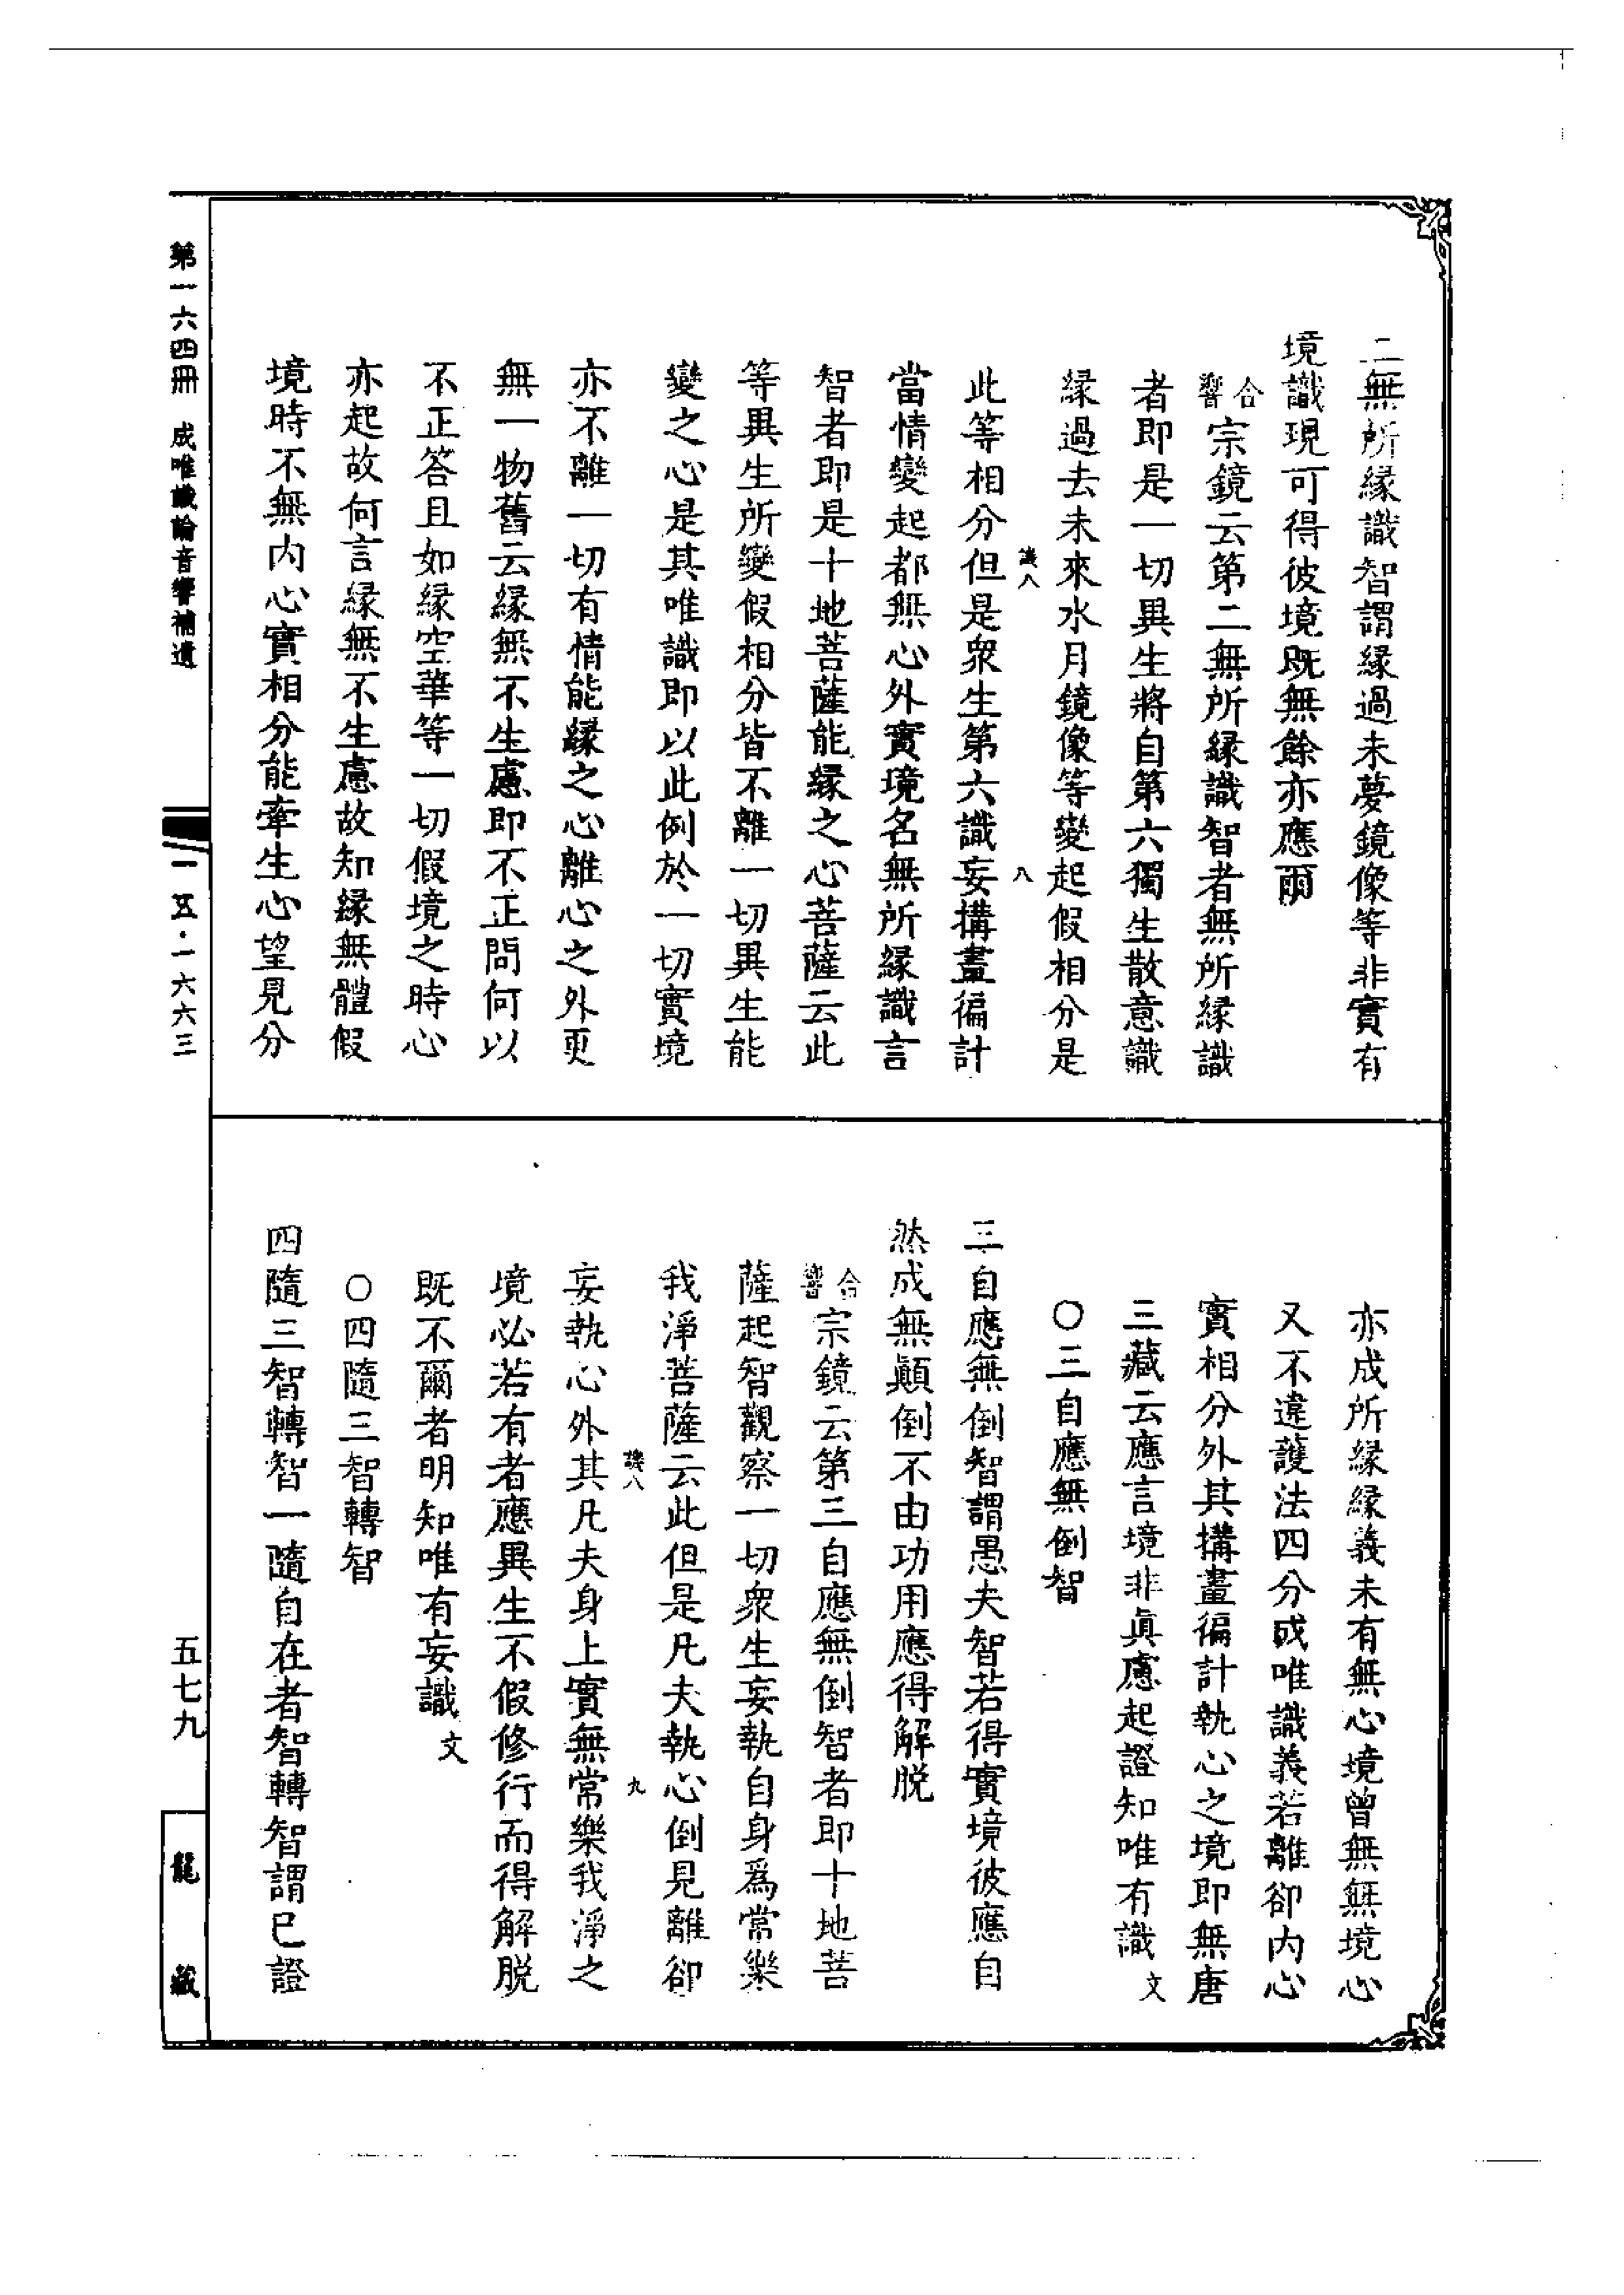 二無所緣識智謂緣過未夢鏡像等非實有
境識現可得彼境既無餘亦應爾
合響宗鏡云第二無所緣識智者無所緣識
者即是一切異生將自第六獨生散意識
緣過去未來水月鏡像等變起假相分是
八
此等相分但是衆生第六識妄搆畫徧計
當情變起都無心外實境名無所緣識言
智者即是十地菩薩能緣之心菩薩云此
等異生所變假相分皆不離一切異生能
變之心是其唯識即以此例於一切實境
亦不離一切有情能緣之心離心之外更
無一物舊云緣無不生慮即不正問何以
不正答且如緣空華等一切假境之時心
亦起故何言緣無不生慮故知緣無體假
境時不無內心實相分能牽生心望見分
亦成所緣緣義未有無心境曾無無境心
又不違護法四分成唯識義若離卻內心
實相分外其搆畫徧計執心之境即無唐
三藏云應言境非眞慮起證知唯有識文
○三自應無倒智
三自應無倒智謂愚夫智若得實境彼應自
然成無顚倒不由功用應得解脫
合響宗鏡云第三自應無倒智者即十地菩
薩起智觀察一切衆生妄執自身爲常樂
我淨菩薩云此但是凡夫執心倒見離卻
九
妄執心外其凡夫身上實無常樂我淨之
境必若有者應異生不假修行而得解脫
既不爾者明知唯有妄識文
○四隨三智轉智
四隨三智轉智一隨自在者智轉智謂已證
第一六四冊 成唯識論音響補遺
一五·一六六三
五七九
龍藏